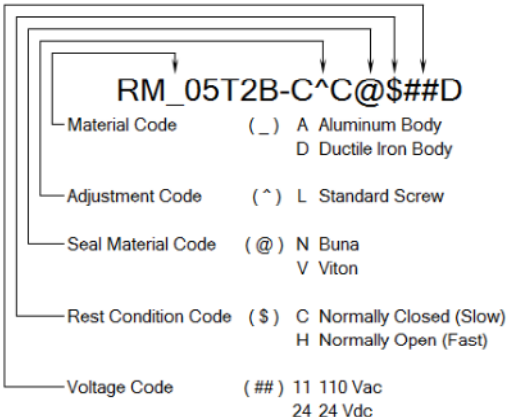 RM_05T2B-C^C@$##D
Material Code ( _ ) A Aluminum Body
D Ductile Iron Body
Adjustment Code ( ^ ) L Standard Screw
Seal Material Code ( @ ) N Buna
V Viton
Rest Condition Code ( $ ) C Normally Closed (Slow)
H Normally Open (Fast)
Voltage Code ( ## ) 11 110 Vac
24 24 Vdc